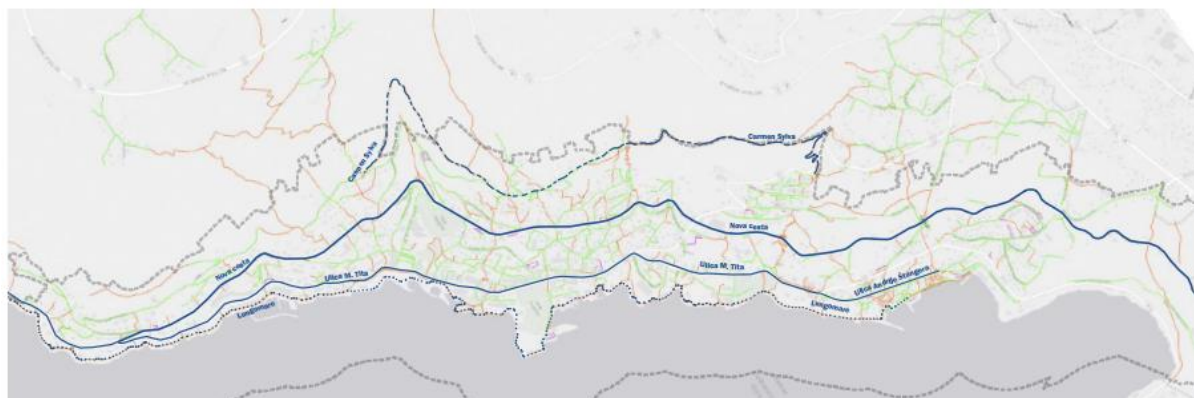 Carmen Sylva
Carmen Sylva
Nova cesta
Nova cesta
Ulica M. Tita
Ulica M. Tita
Ulica Andrije Štangera
Lungomare
Lungomare